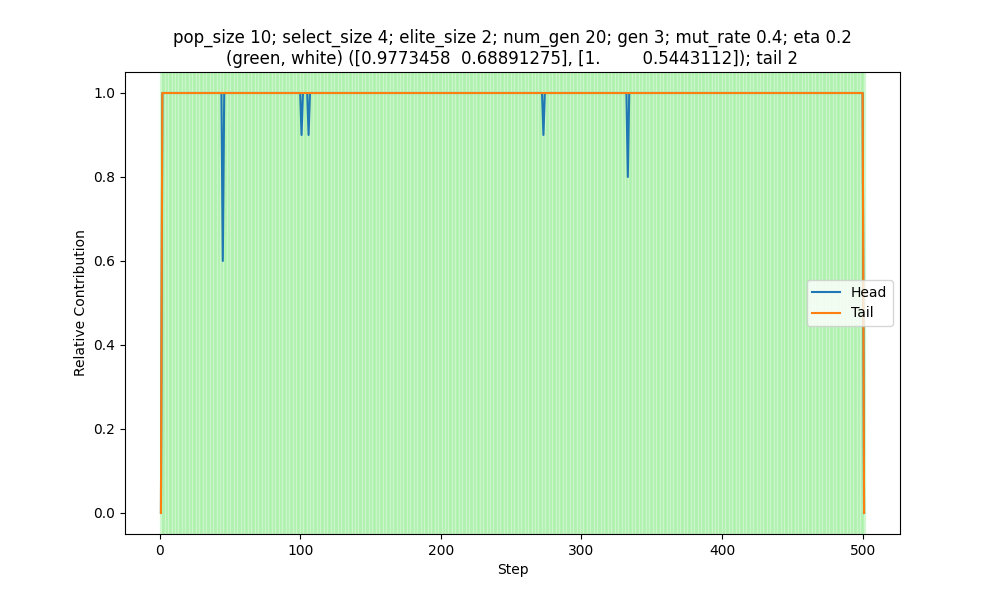 pop_size 10; select_size 4; elite_size 2; num_gen 20; gen 3; mut_rate 0.4; eta 0.2
(green, white) ([0.9773458  0.68891275], [1.         0.5443112]); tail 2
1.0
0.8
0.6
0.4
0.2
0.0
Relative Contribution
Head
Tail
0
100
200
300
400
500
Step